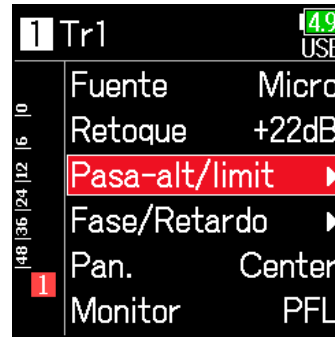 1 Tr1 4.9
USB
Fuente Micro
Retoque +22dB
Pasa-alt/limit
Fase/Retardo
Pan. Center
Monitor PFL
0
6
12
24
36
48
1